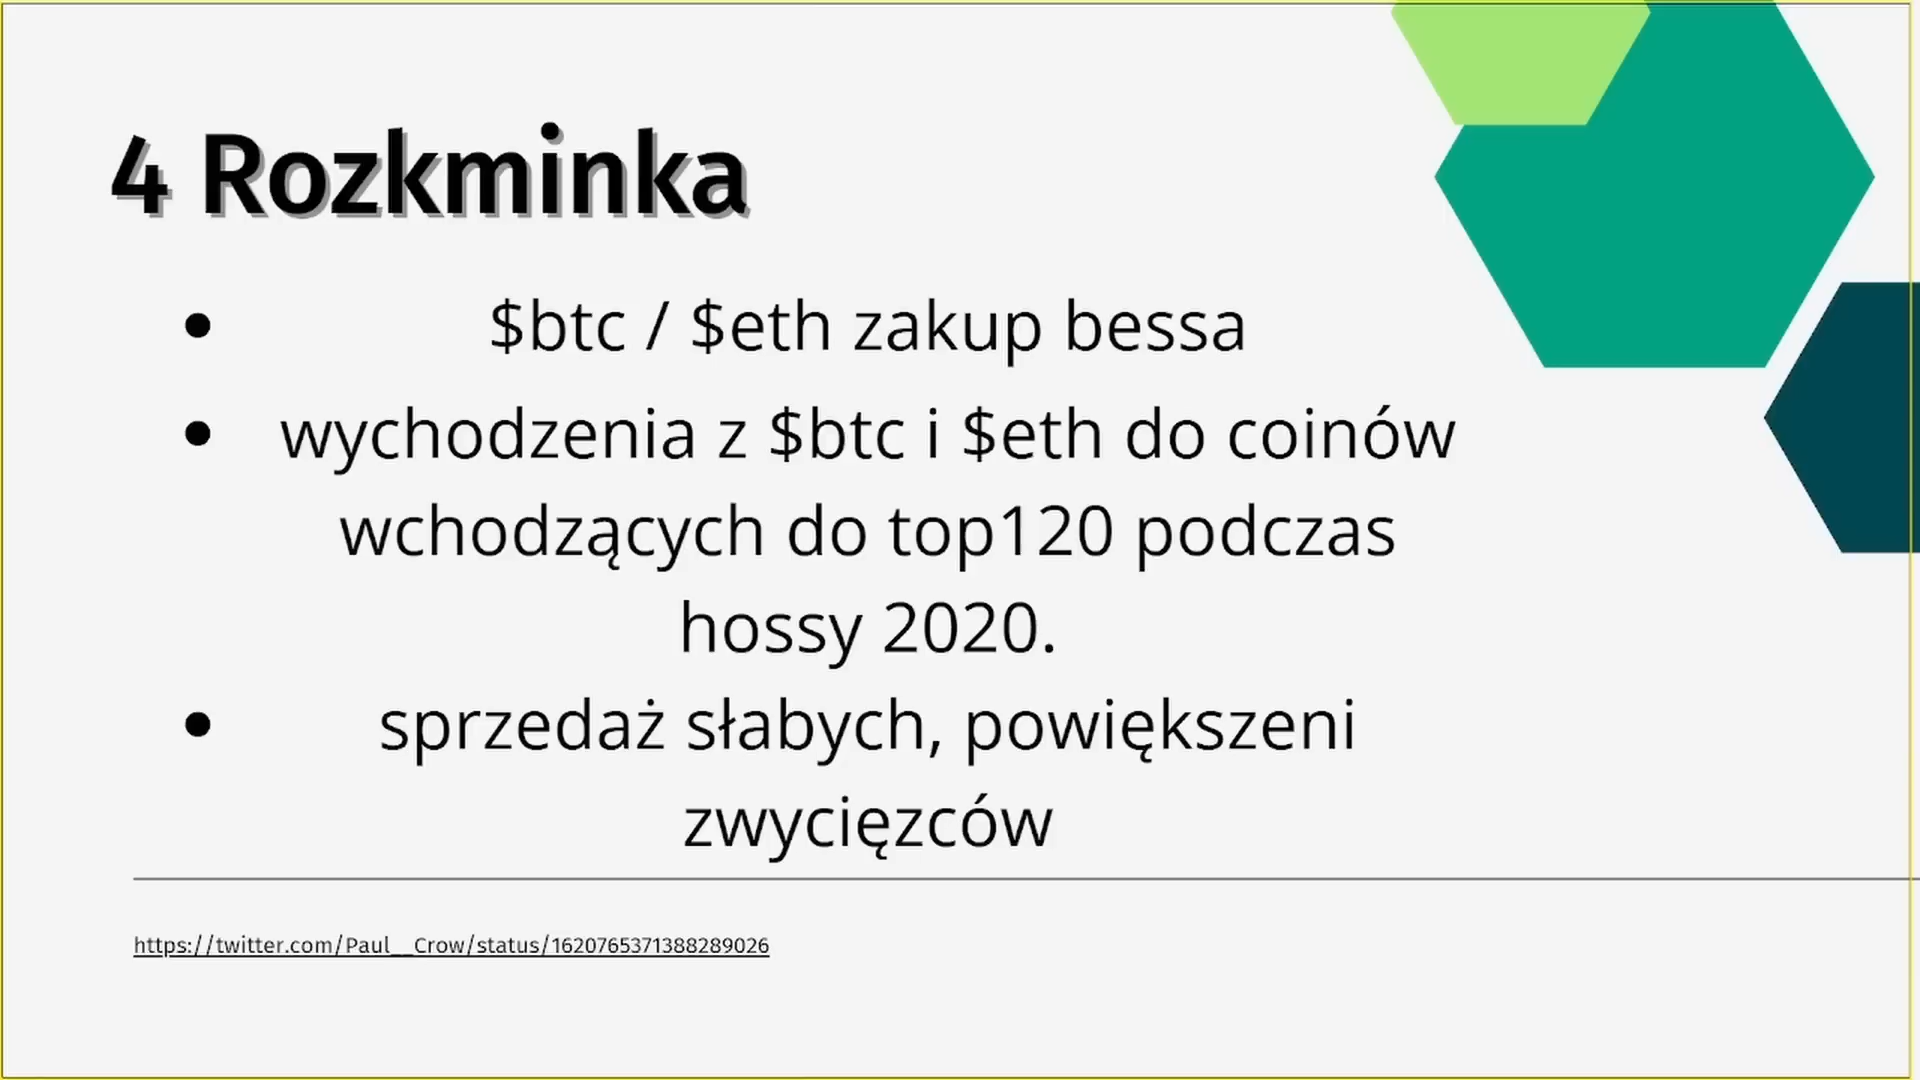 4 Rozkminka
• $btc / $eth zakup bessa
• wychodzenia z $btc i $eth do coinów
wchodzących do top120 podczas
hossy 2020.
• sprzedaż słabych, powiększeni
zwycięzców
https://twitter.com/Paul__Crow/status/1620765371388289026